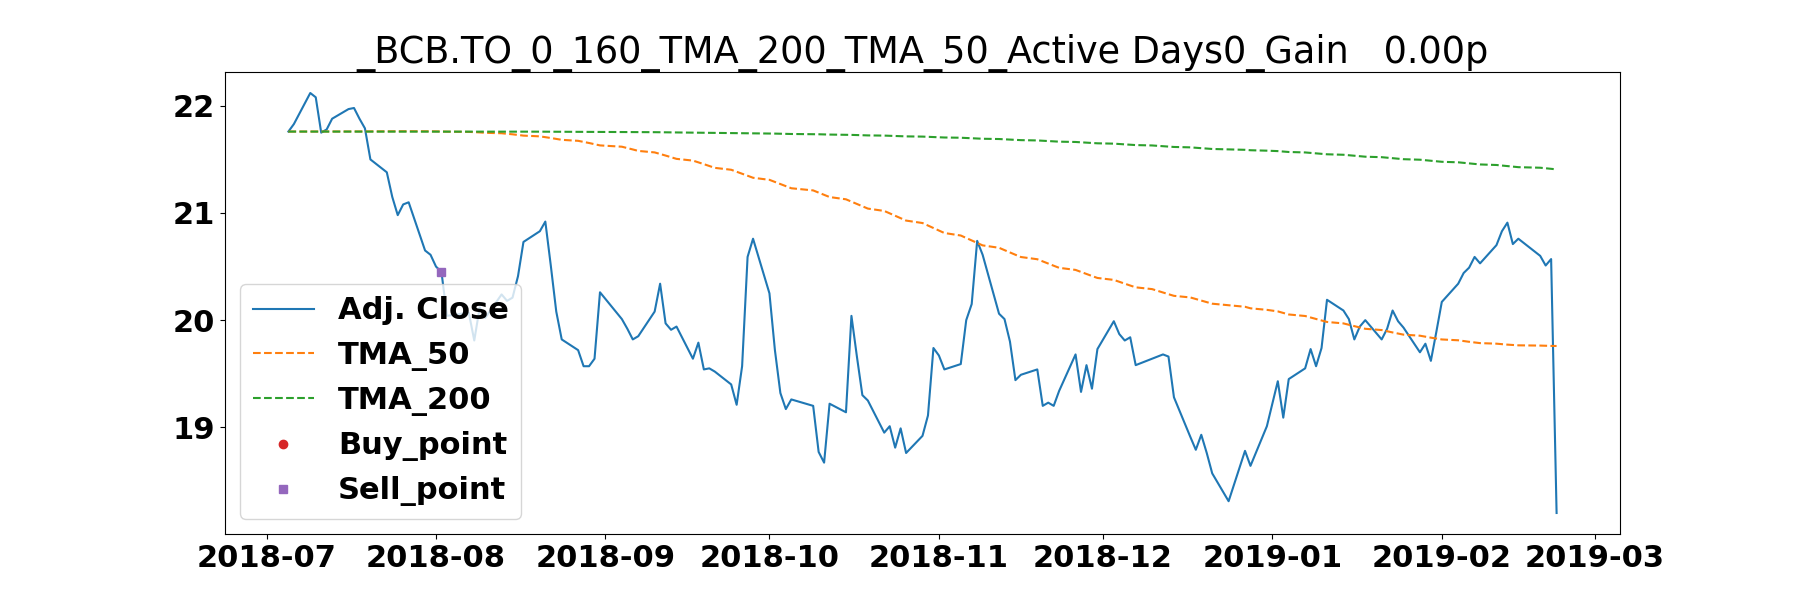 _BCB.TO_0_160_TMA_200_TMA_50_Active Days0_Gain   0.00p
22
21
20
19
Adj. Close
TMA_50
TMA_200
Buy_point
Sell_point
2018-07 2018-08 2018-09 2018-10 2018-11 2018-12 2019-01 2019-02 2019-03